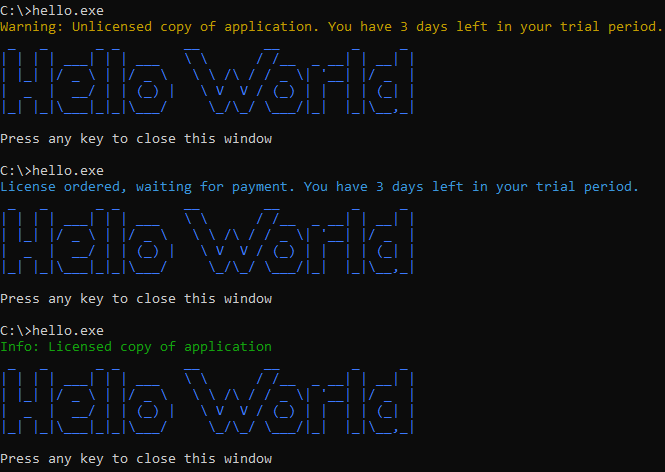 C:\>hello.exe
Warning: Unlicensed copy of application. You have 3 days left in your trial period.
Hello World
Press any key to close this window
C:\>hello.exe
License ordered, waiting for payment. You have 3 days left in your trial period.
Hello World
Press any key to close this window
C:\>hello.exe
Info: Licensed copy of application
Hello World
Press any key to close this window